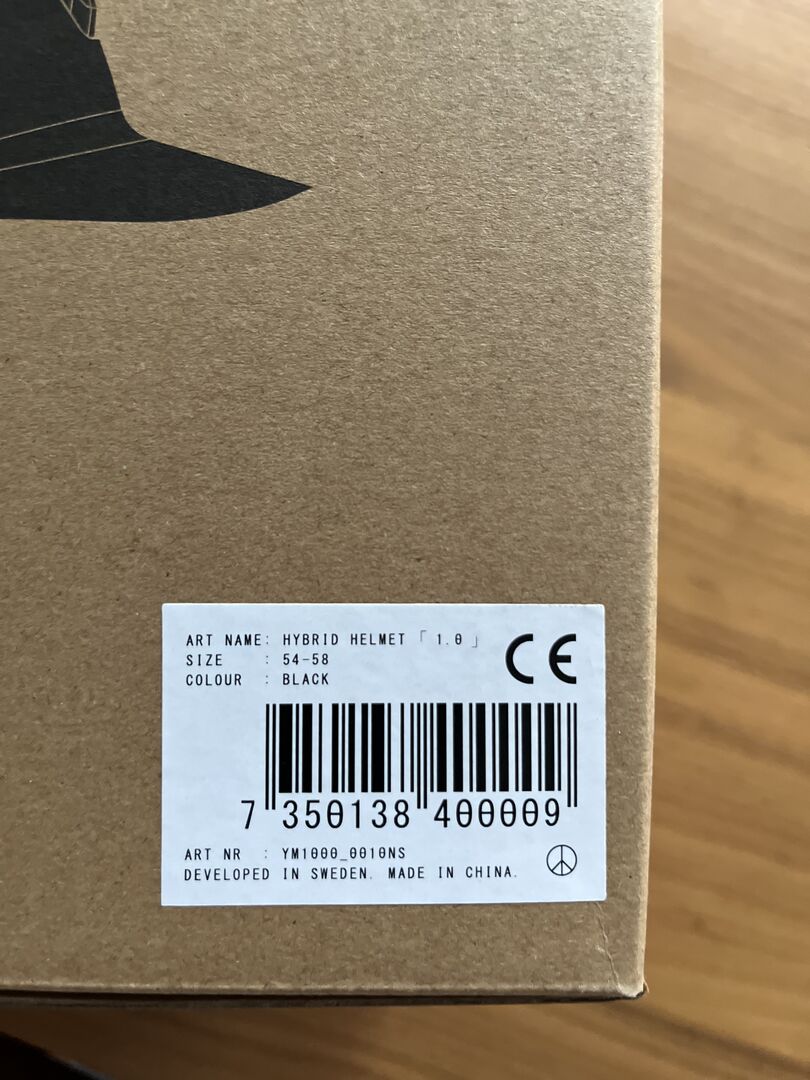 ART NAME: HYBRID HELMET「 1.0 」
SIZE : 54-58
COLOUR : BLACK
CE
7 350138 400009
ART NR : YM1000_0010NS
DEVELOPED IN SWEDEN. MADE IN CHINA.